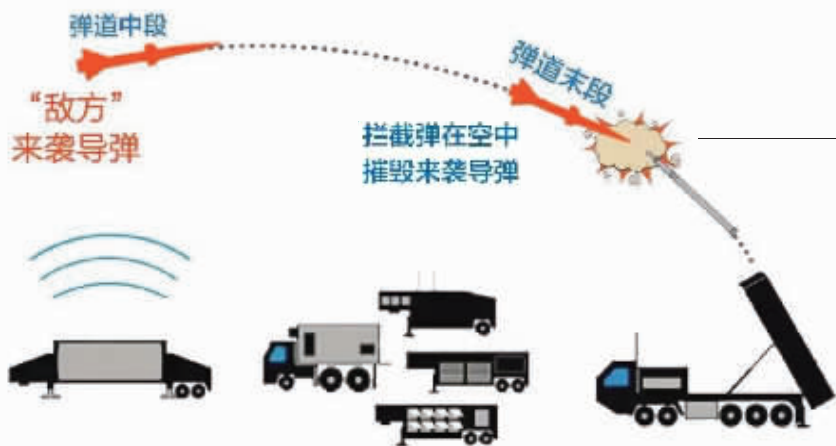 弹道中段
“敌方”
来袭导弹
弹道末段
拦截弹在空中
摧毁来袭导弹